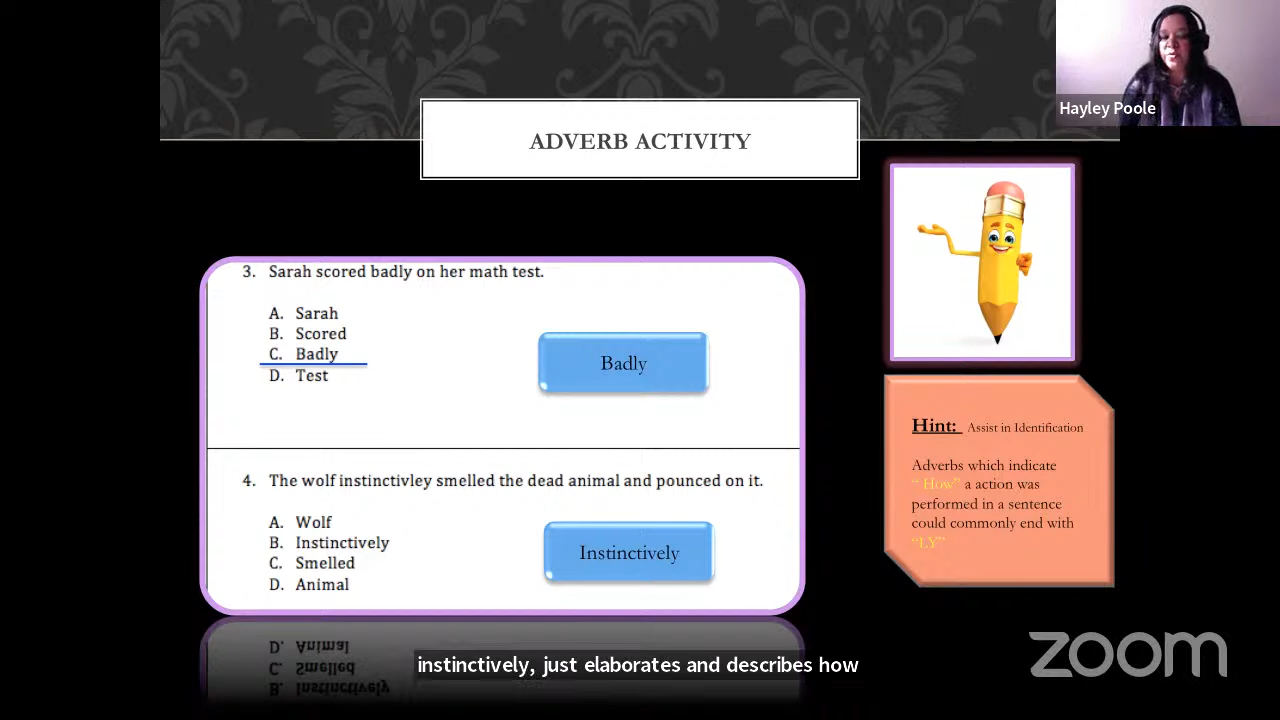 Hayley Poole
ADVERB ACTIVITY
3. Sarah scored badly on her math test.
A. Sarah
B. Scored
C. Badly
D. Test
Badly
4. The wolf instinctivley smelled the dead animal and pounced on it.
A. Wolf
B. Instinctively
C. Smelled
D. Animal
Instinctively
Hint: Assist in Identification
Adverbs which indicate
“ How” a action was
performed in a sentence
could commonly end with
“LY”
D. Animal
C. Smelled
B. Instinctively
instinctively, just elaborates and describes how
zoom